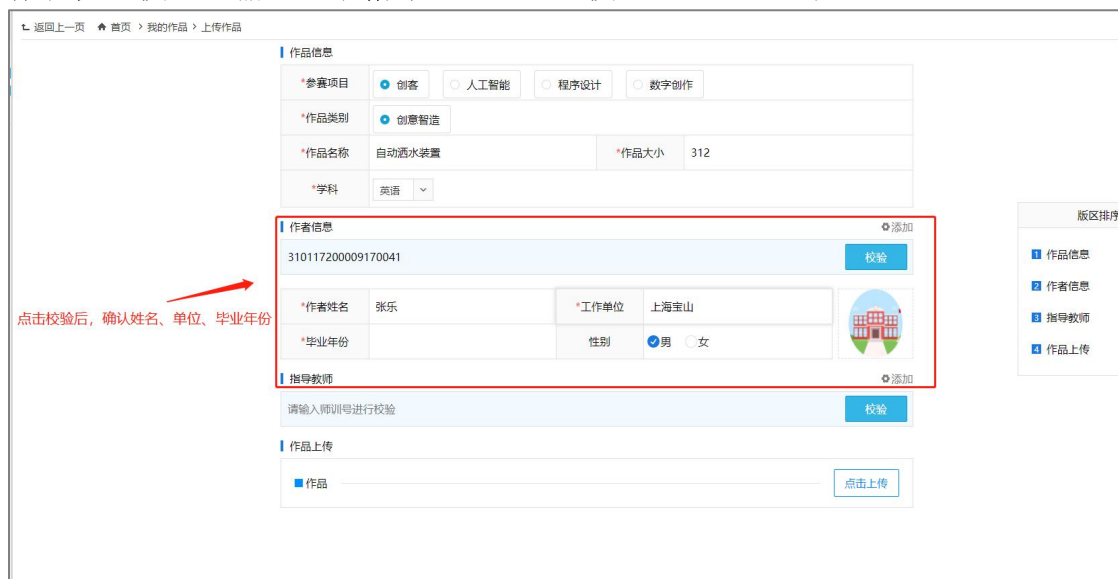 返回上一页 首页 > 我的作品 > 上传作品
作品信息
*参赛项目 创客 人工智能 程序设计 数字创作
*作品类别 创意智造
*作品名称 自动洒水装置 *作品大小 312
*学科 英语
作者信息 添加
310117200009170041 校验
*作者姓名 张乐 *工作单位 上海宝山
*毕业年份 性别 男 女
点击校验后，确认姓名、单位、毕业年份
指导教师 添加
请输入师训号进行校验 校验
作品上传
作品 点击上传
版区排序
1 作品信息
2 作者信息
3 指导教师
4 作品上传